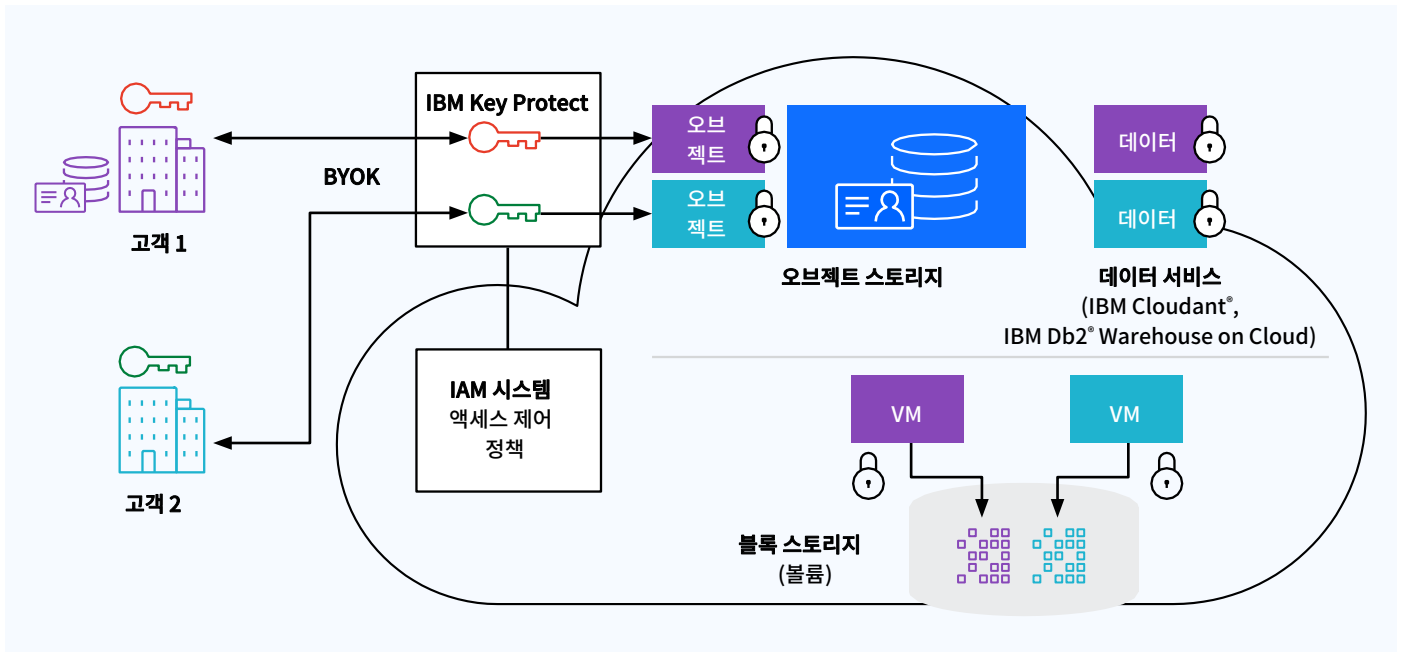 IBM Key Protect
BYOK
고객 1
고객 2
IAM 시스템
액세스 제어
정책
오브
젝트
오브
젝트
오브젝트 스토리지
데이터
데이터
데이터 서비스
(IBM Cloudant®,
IBM Db2® Warehouse on Cloud)
VM
VM
블록 스토리지
(볼륨)